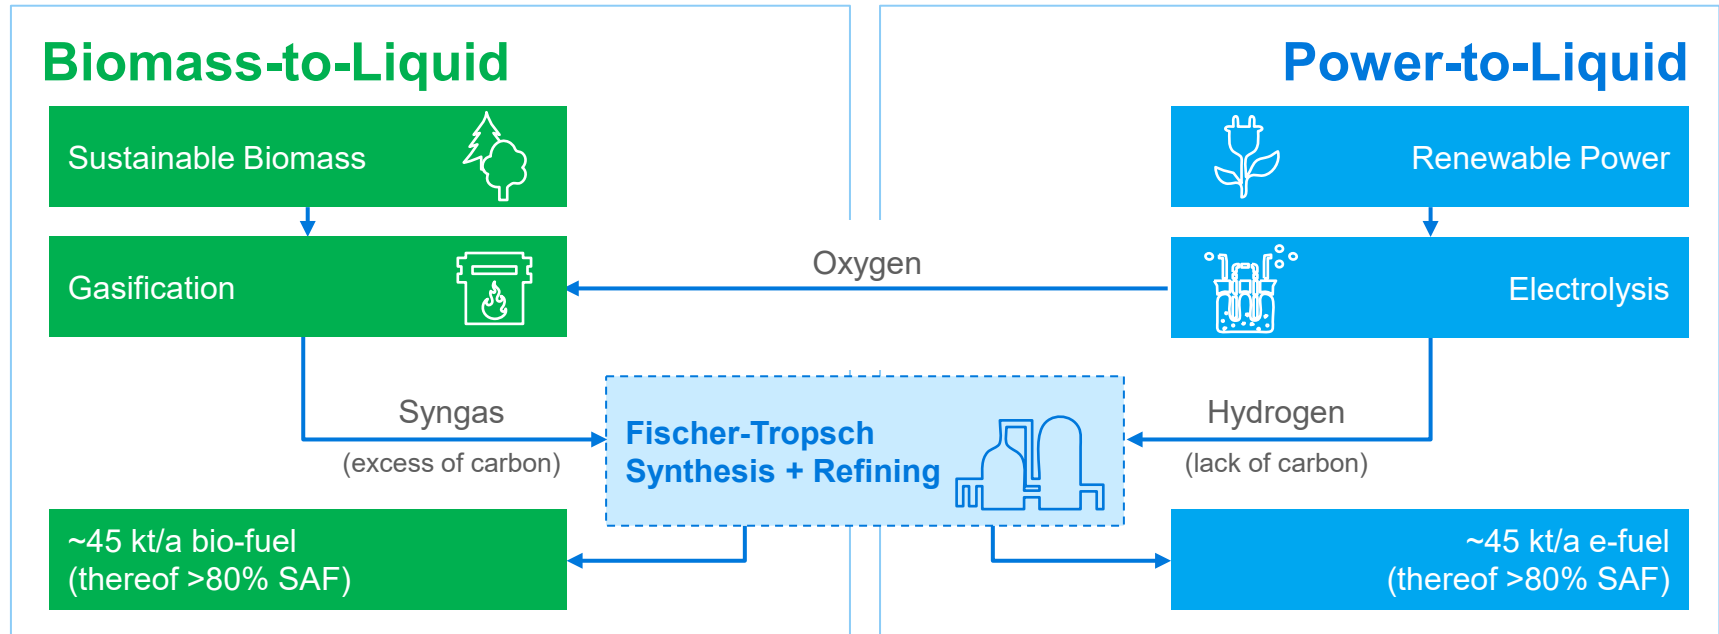 Biomass-to-Liquid
Power-to-Liquid
Sustainable Biomass
Renewable Power
Gasification
Oxygen
Electrolysis
Syngas
(excess of carbon)
Fischer-Tropsch
Synthesis + Refining
Hydrogen
(lack of carbon)
~45 kt/a bio-fuel
(thereof >80% SAF)
~45 kt/a e-fuel
(thereof >80% SAF)